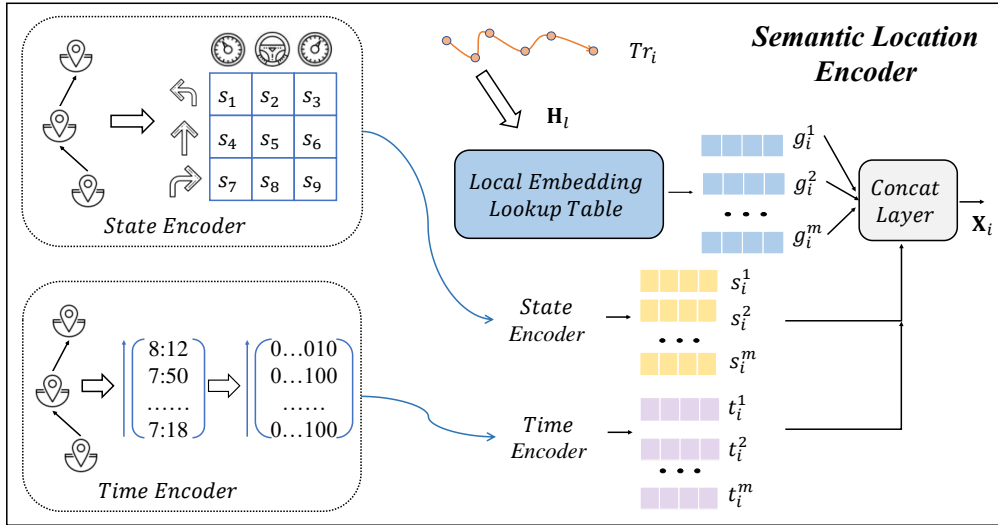 Semantic Location
Encoder
Tr_i
H_l
s_1 s_2 s_3
s_4 s_5 s_6
s_7 s_8 s_9
State Encoder
Local Embedding
Lookup Table
g_i^1
g_i^2
• • •
g_i^m
Concat
Layer
X_i
State
Encoder
s_i^1
s_i^2
• • •
s_i^m
8:12
7:50
......
7:18
0…010
0…100
......
0…100
Time Encoder
Time
Encoder
t_i^1
t_i^2
• • •
t_i^m